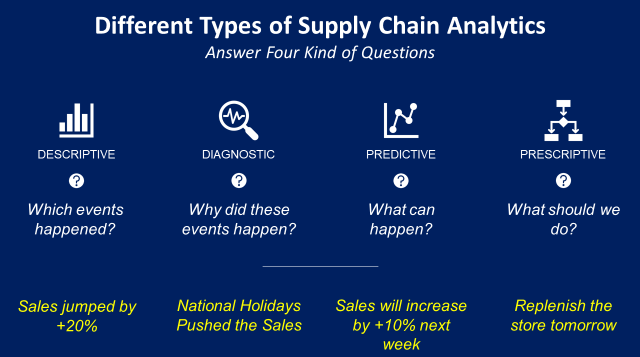 Different Types of Supply Chain Analytics
Answer Four Kind of Questions
DESCRIPTIVE
DIAGNOSTIC
PREDICTIVE
PRESCRIPTIVE
?
?
?
?
Which events
happened?
Why did these
events happen?
What can
happen?
What should we
do?
Sales jumped by
+20%
National Holidays
Pushed the Sales
Sales will increase
by +10% next
week
Replenish the
store tomorrow